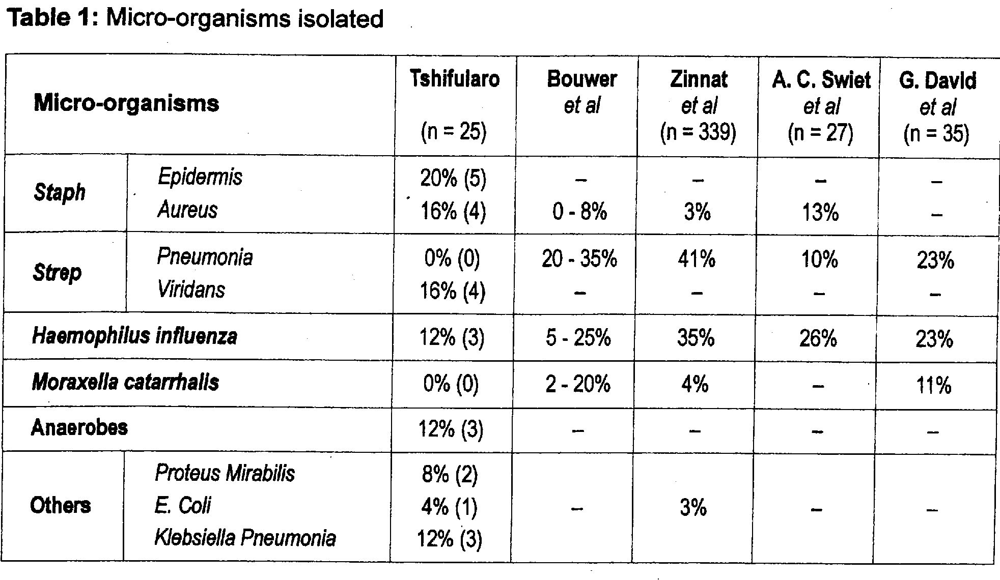 Table 1: Micro-organisms isolated
Micro-organisms Tshifularo (n = 25) Bouwer et al Zinnat et al (n = 339) A. C. Swiet et al (n = 27) G. David et al (n = 35)
Staph Epidermis 20% (5) – – – –
Aureus 16% (4) 0 - 8% 3% 13% –
Strep Pneumonia 0% (0) 20 - 35% 41% 10% 23%
Viridans 16% (4) – – – –
Haemophilus influenza 12% (3) 5 - 25% 35% 26% 23%
Moraxella catarrhalis 0% (0) 2 - 20% 4% – 11%
Anaerobes 12% (3) – – – –
Others Proteus Mirabilis 8% (2)
E. Coli 4% (1) – 3% – –
Klebsiella Pneumonia 12% (3)